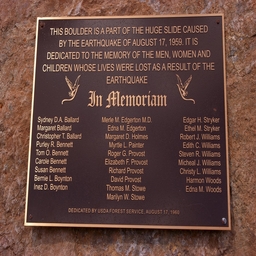 THIS BOULDER IS A PART OF THE HUGE SLIDE CAUSED
BY THE EARTHQUAKE OF AUGUST 17, 1959. IT IS
DEDICATED TO THE MEMORY OF THE MEN, WOMEN AND
CHILDREN WHOSE LIVES WERE LOST AS A RESULT OF THE
EARTHQUAKE
In Memoriam
Sydney D.A. Ballard
Margaret Ballard
Christopher T. Ballard
Purley R. Bennett
Tom O. Bennett
Carole Bennett
Susan Bennett
Bernie L. Boynton
Inez D. Boynton
Merle M. Edgerton M.D.
Edna M. Edgerton
Margaret D. Holmes
Myrtle L. Painter
Roger G. Provost
Elizabeth F. Provost
Richard Provost
David Provost
Thomas M. Stowe
Marilyn W. Stowe
Edgar H. Stryker
Ethel M. Stryker
Robert J. Williams
Edith C. Williams
Steven R. Williams
Micheal J. Williams
Christy L. Williams
Harmon Woods
Edna M. Woods
DEDICATED BY USDA FOREST SERVICE, AUGUST 17, 1960